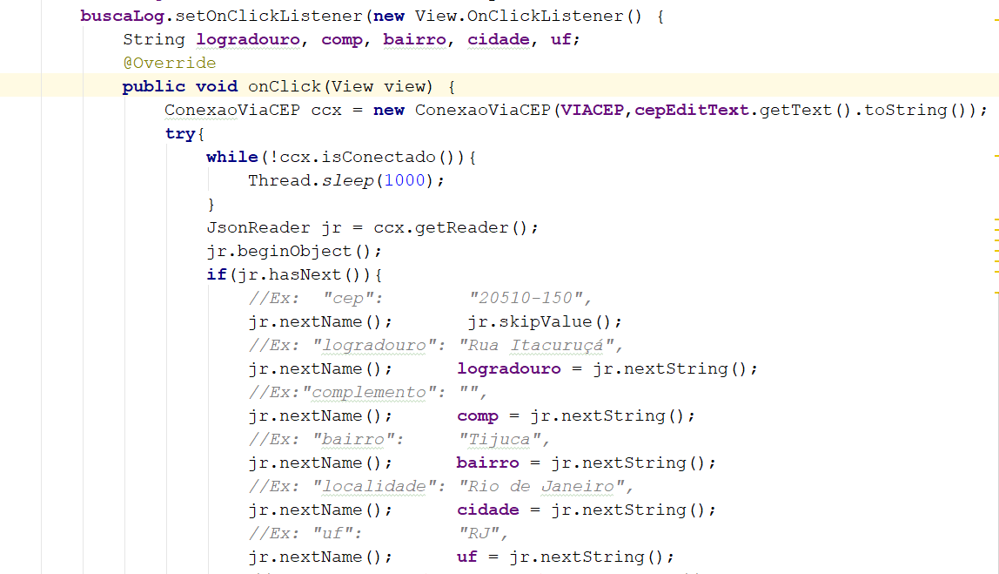 buscaLog.setOnClickListener(new View.OnClickListener() {
String logradouro, comp, bairro, cidade, uf;
@Override
public void onClick(View view) {
ConexaoViaCEP ccx = new ConexaoViaCEP(VIACEP,cepEditText.getText().toString());
try{
while(!ccx.isConectado()){
Thread.sleep(1000);
}
JsonReader jr = ccx.getReader();
jr.beginObject();
if(jr.hasNext()){
//Ex:  "cep":        "20510-150",
jr.nextName();       jr.skipValue();
//Ex: "logradouro": "Rua Itacuruçá",
jr.nextName();      logradouro = jr.nextString();
//Ex:"complemento": "",
jr.nextName();      comp = jr.nextString();
//Ex: "bairro":     "Tijuca",
jr.nextName();      bairro = jr.nextString();
//Ex: "localidade": "Rio de Janeiro",
jr.nextName();      cidade = jr.nextString();
//Ex: "uf":         "RJ",
jr.nextName();      uf = jr.nextString();